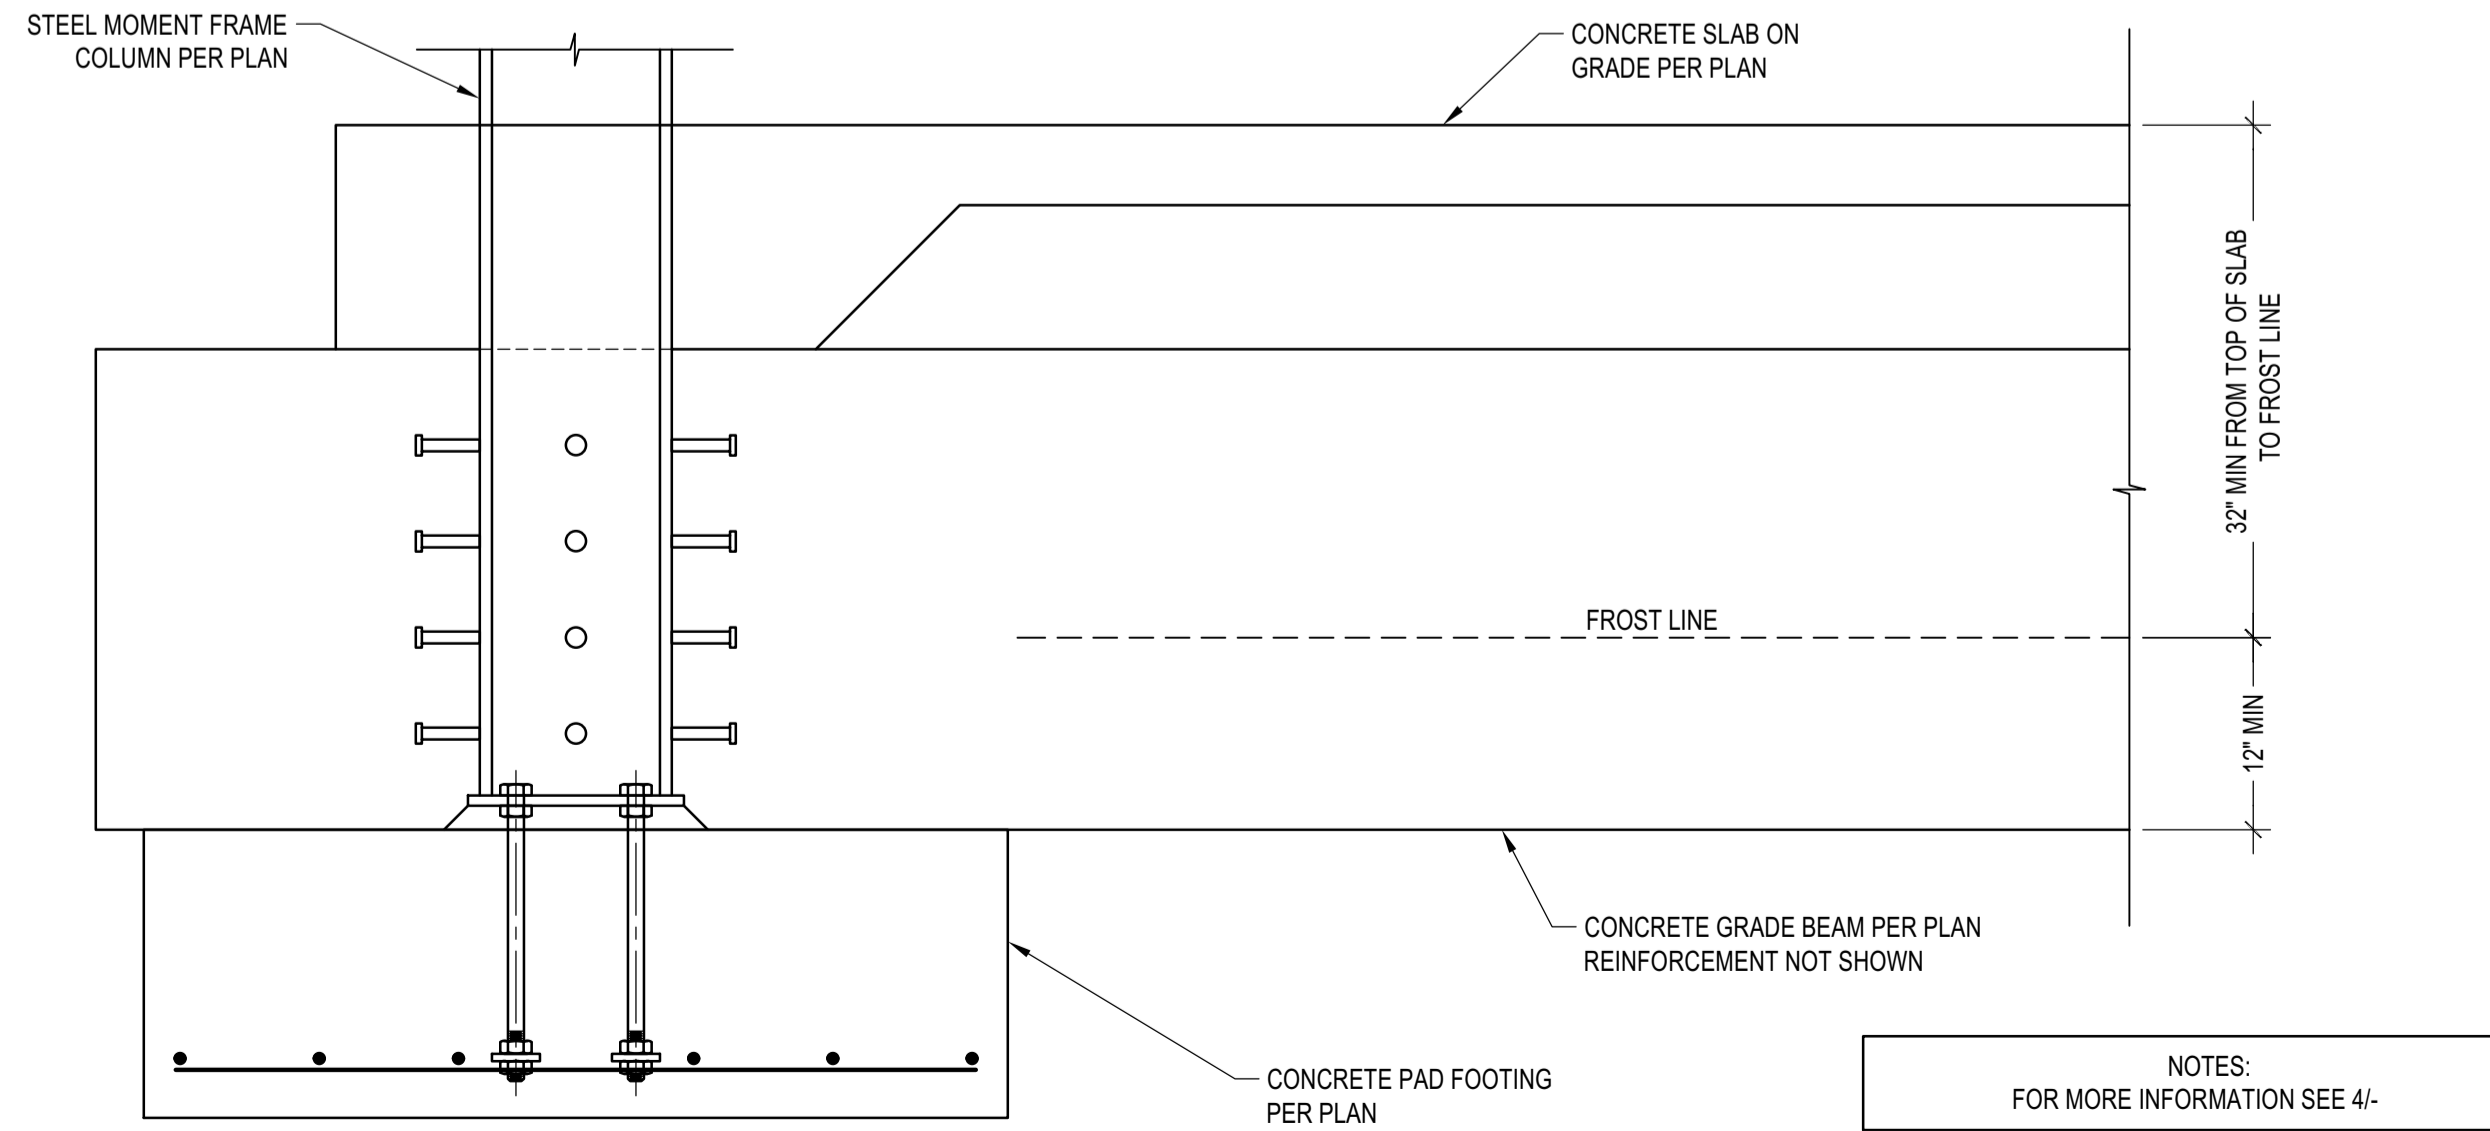 STEEL MOMENT FRAME
COLUMN PER PLAN
CONCRETE SLAB ON
GRADE PER PLAN
32" MIN FROM TOP OF SLAB
TO FROST LINE
FROST LINE
12" MIN
CONCRETE GRADE BEAM PER PLAN
REINFORCEMENT NOT SHOWN
CONCRETE PAD FOOTING
PER PLAN
NOTES:
FOR MORE INFORMATION SEE 4/-